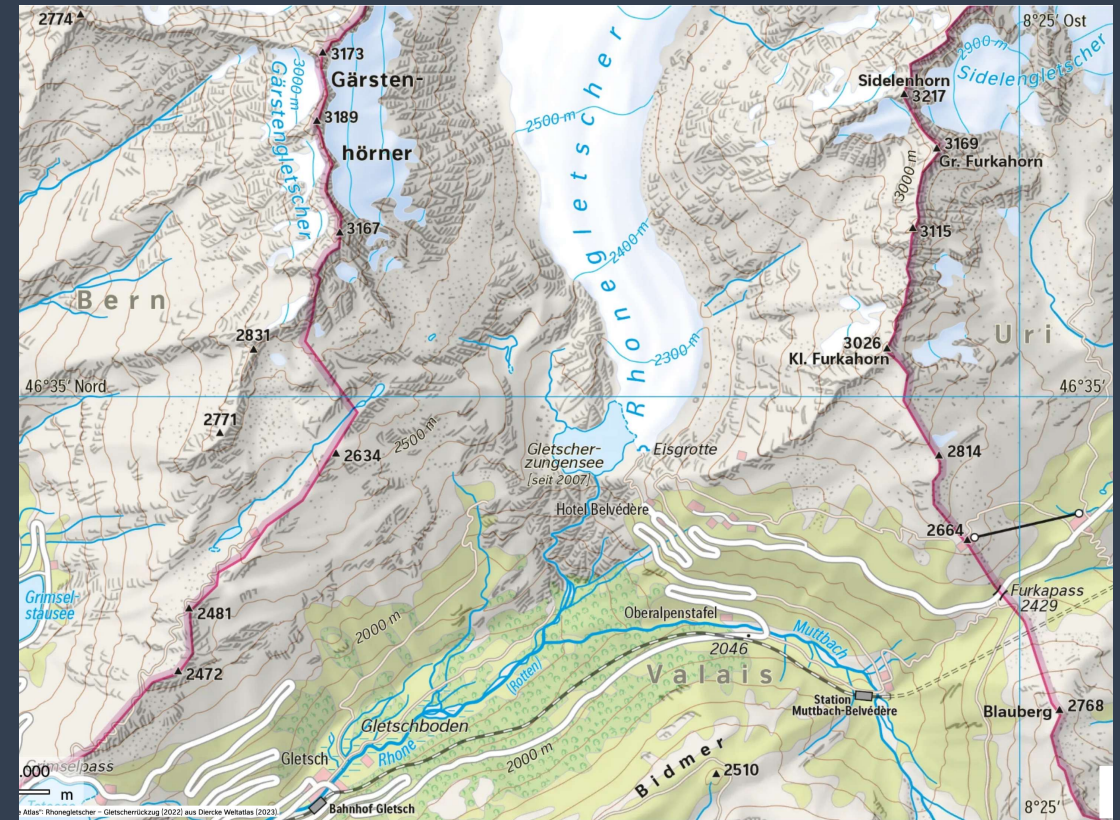 2774
8°25' Ost
3173
Gärsten-
hörner
3000 m
Gärstengletscher
3189
3167
Rhonegletscher
2500 m
2400 m
2300 m
2900 m
Sidelengletscher
Sidelenhorn
3217
3169
Gr. Furkahorn
3000 m
3115
Bern
2831
3026
Kl. Furkahorn
Uri
46°35' Nord
46°35'
2771
2500 m
2634
Gletscher-
zungensee
[seit 2007]
Eisgrotte
2814
Hotel Belvédère
2664
Grimsel-
stausee
2481
2000 m
Oberalpenstafel
Muttbach
Furkapass
2429
2046
2472
(Rotten)
Valais
Station
Muttbach-Belvédère
Blauberg
2768
Gletschboden
Gletsch
Rhone
2000 m
Bidmer
2510
Grimselpass
.000
m
Bahnhof Gletsch
8°25'
e Atlas": Rhonegletscher – Gletscherrückzug (2022) aus Diercke Weltatlas (2023)